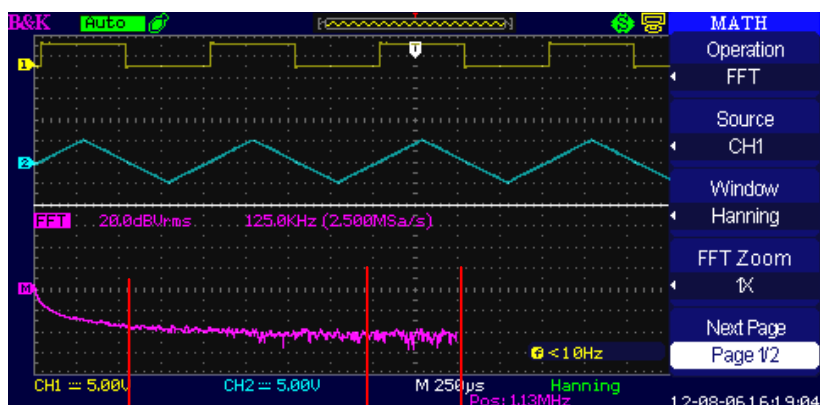 B&K Auto S
MATH
Operation
FFT
Source
CH1
Window
Hanning
FFT Zoom
1X
Next Page
Page 1/2
1
T
2
FFT 20.0dBVrms 125.0KHz (2.500MSa/s)
M
f <10Hz
CH1 5.00V CH2 5.00V M 250µs Hanning
Pos: 1.13MHz
12-08-06 16:19:04